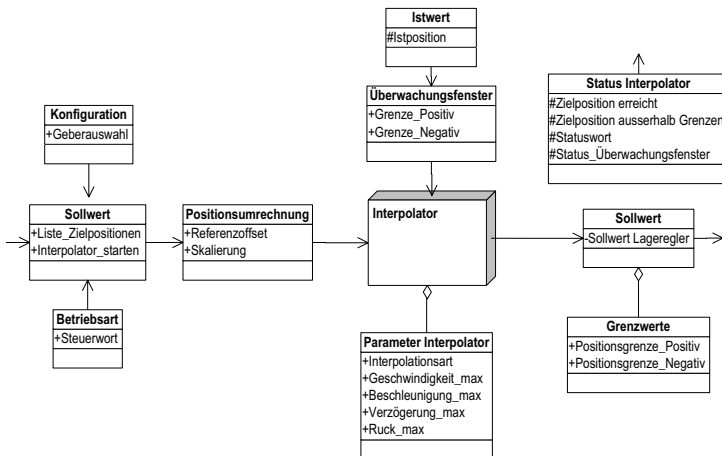 Istwert
#Istposition
Status Interpolator
#Zielposition erreicht
#Zielposition ausserhalb Grenzen
#Statuswort
#Status_Überwachungsfenster
Überwachungsfenster
+Grenze_Positiv
+Grenze_Negativ
Konfiguration
+Geberauswahl
Sollwert
+Liste_Zielpositionen
+Interpolator_starten
Positionsumrechnung
+Referenzoffset
+Skalierung
Interpolator
Sollwert
-Sollwert Lageregler
Betriebsart
+Steuerwort
Parameter Interpolator
+Interpolationsart
+Geschwindigkeit_max
+Beschleunigung_max
+Verzögerung_max
+Ruck_max
Grenzwerte
+Positionsgrenze_Positiv
+Positionsgrenze_Negativ